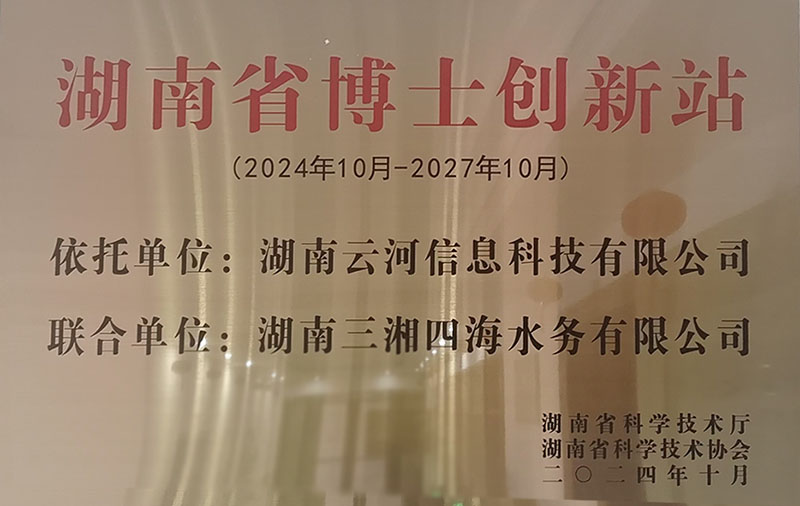 湖南省博士创新站
(2024年10月-2027年10月)
依托单位：湖南云河信息科技有限公司
联合单位：湖南三湘四海水务有限公司
湖南省科学技术厅
湖南省科学技术协会
二〇二四年十月